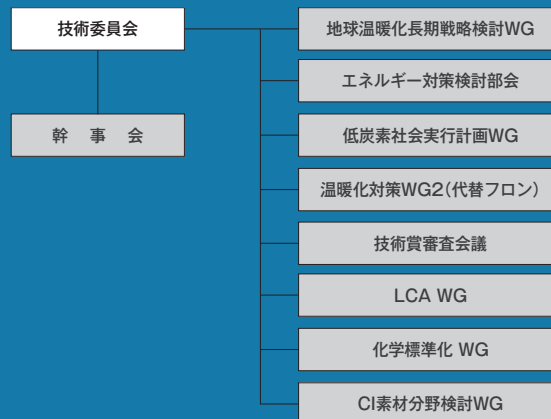 技術委員会
幹　事　会
地球温暖化長期戦略検討WG
エネルギー対策検討部会
低炭素社会実行計画WG
温暖化対策WG2(代替フロン)
技術賞審査会議
LCA WG
化学標準化 WG
CI素材分野検討WG